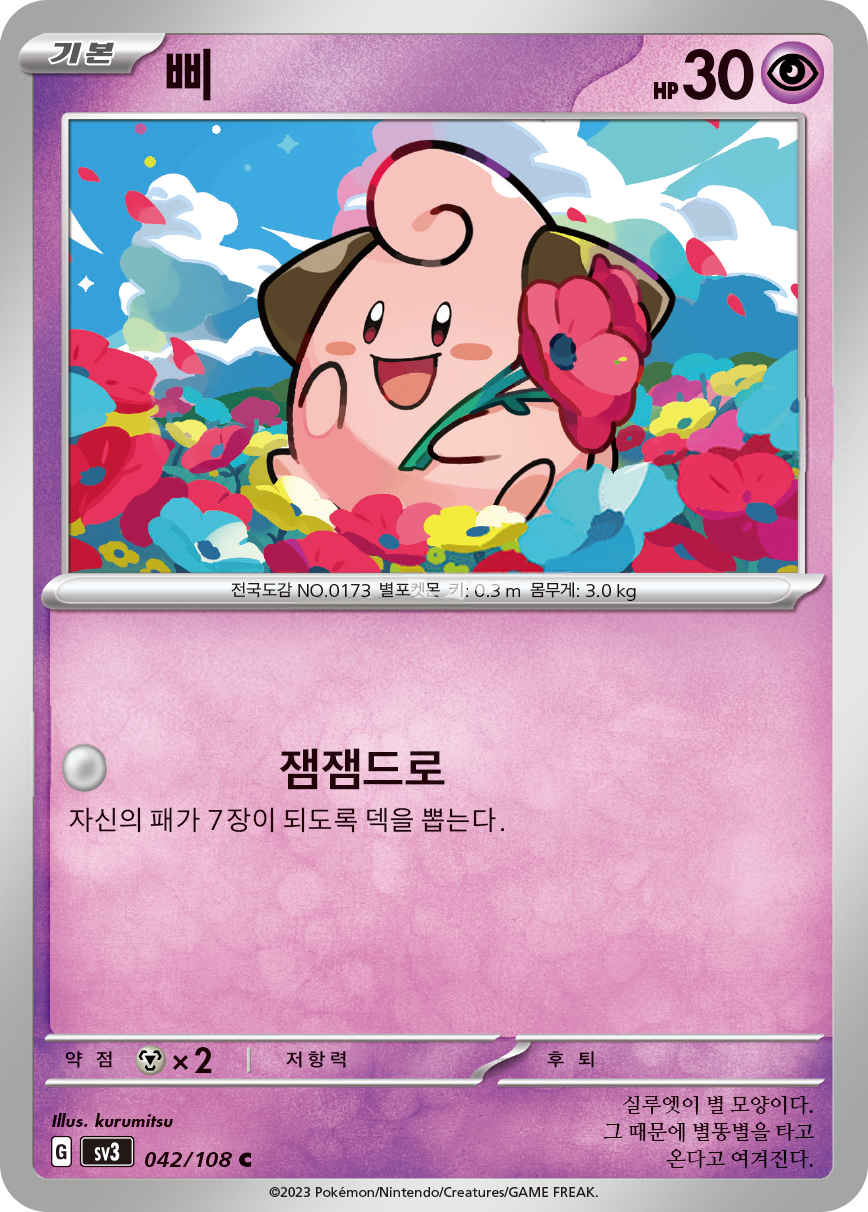 기본
삐
HP 30
전국도감 NO.0173 별포켓몬 키: 0.3 m 몸무게: 3.0 kg
잼잼드로
자신의 패가 7장이 되도록 덱을 뽑는다.
약점 ×2 저항력 후퇴
Illus. kurumitsu
실루엣이 별 모양이다.
그 때문에 별똥별을 타고
온다고 여겨진다.
G sv3 042/108 C
©2023 Pokémon/Nintendo/Creatures/GAME FREAK.